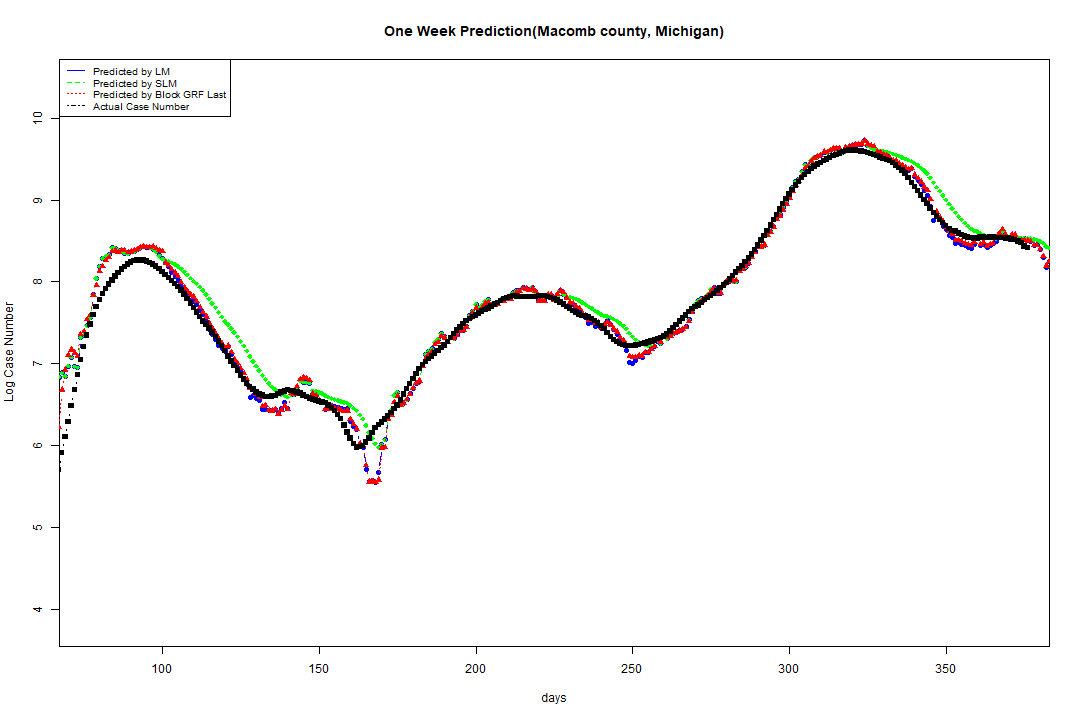 One Week Prediction(Macomb county, Michigan)
Predicted by LM
Predicted by SLM
Predicted by Block GRF Last
Actual Case Number
10
9
8
7
6
5
4
Log Case Number
100 150 200 250 300 350
days